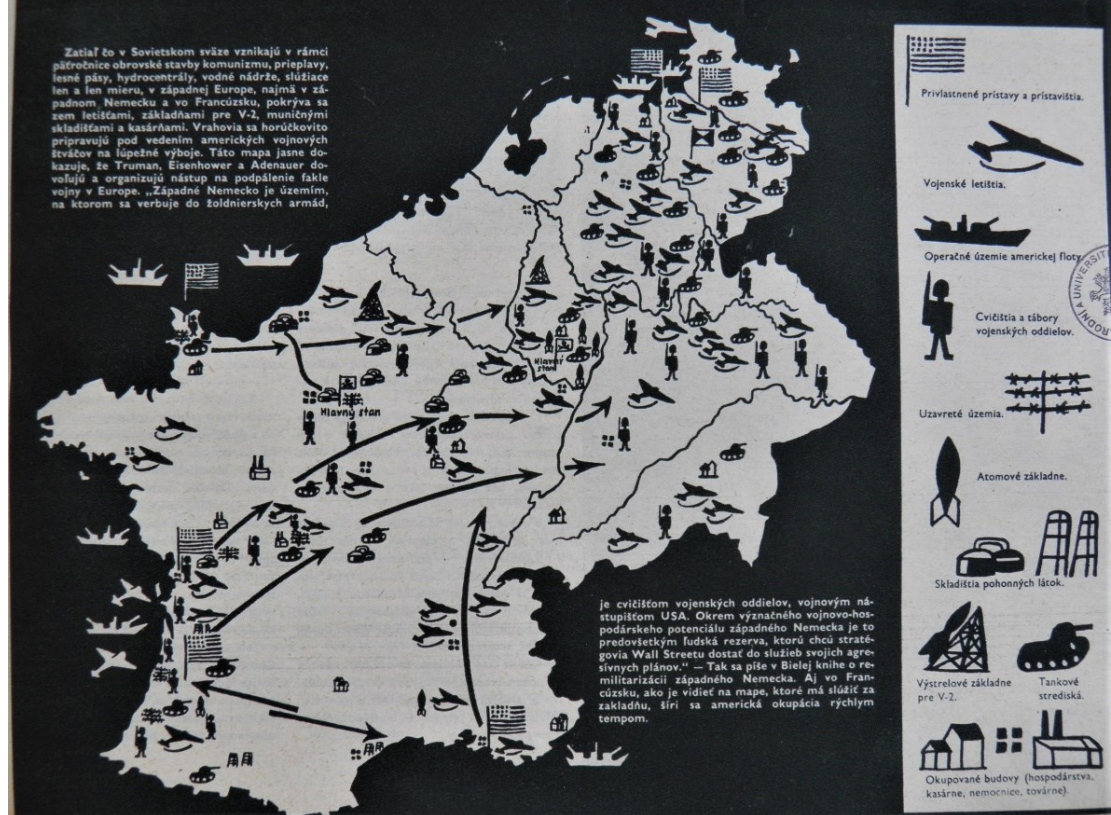 Zatiaľ čo v Sovietskom sväze vznikajú v rámci
päťročnice obrovské stavby komunizmu, prieplavy,
lesné pásy, hydrocentrály, vodné nádrže, slúžiace
len a len mieru, v západnej Europe, najmä v zá-
padnom Nemecku a vo Francúzsku, pokrýva sa
zem letišťami, základňami pre V-2, muničnými
skladišťami a kasárňami. Vrahovia sa horúčkovito
pripravujú pod vedením amerických vojnových
štváčov na lúpežné výboje. Táto mapa jasne do-
kazuje, že Truman, Eisenhower a Adenauer do-
voľujú a organizujú nástup na podpálenie fakle
vojny v Europe. „Západné Nemecko je územím,
na ktorom sa verbuje do žoldnierskych armád,
Hlavný stan
Hlavný
stan
je cvičišťom vojenských oddielov, vojnovým ná-
stupišťom USA. Okrem význačného vojnovo-hos-
podárskeho potenciálu západného Nemecka je to
predovšetkým ľudská rezerva, ktorú chcú straté-
govia Wall Streetu dostať do služieb svojich agre-
sívnych plánov.“ — Tak sa píše v Bielej knihe o re-
militarizácii západného Nemecka. Aj vo Fran-
cúzsku, ako je vidieť na mape, ktoré má slúžiť za
zakladňu, šíri sa americká okupácia rýchlym
tempom.
Privlastnené prístavy a prístavištia.
Vojenské letištia.
Operačné územie americkej floty.
Cvičištia a tábory
vojenských oddielov.
Uzavreté územia.
Atomové základne.
Skladištia pohonných látok.
Výstrelové základne
pre V-2.
Tankové
strediská.
Okupované budovy (hospodárstva,
kasárne, nemocnice, továrne).
UNIVERSIT